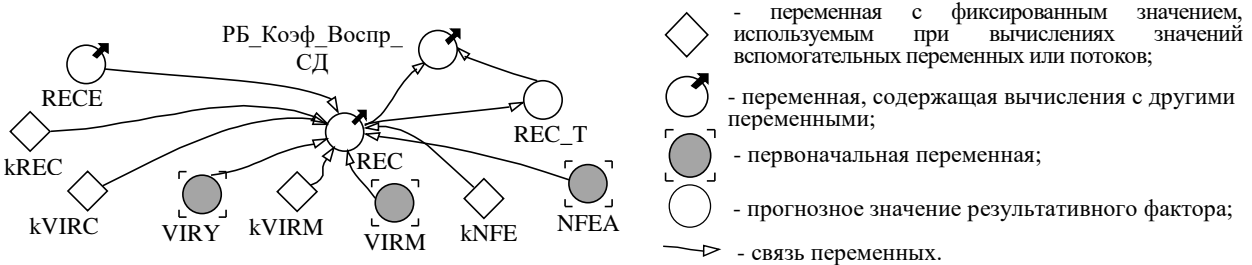 РБ_Коэф_Воспр_
СД
RECE
REC_T
kREC
REC
kVIRC
VIRY
kVIRM
VIRM
kNFE
NFEA
- переменная с фиксированным значением,
используемым при вычислениях значений
вспомогательных переменных или потоков;
- переменная, содержащая вычисления с другими
переменными;
- первоначальная переменная;
- прогнозное значение результативного фактора;
- связь переменных.